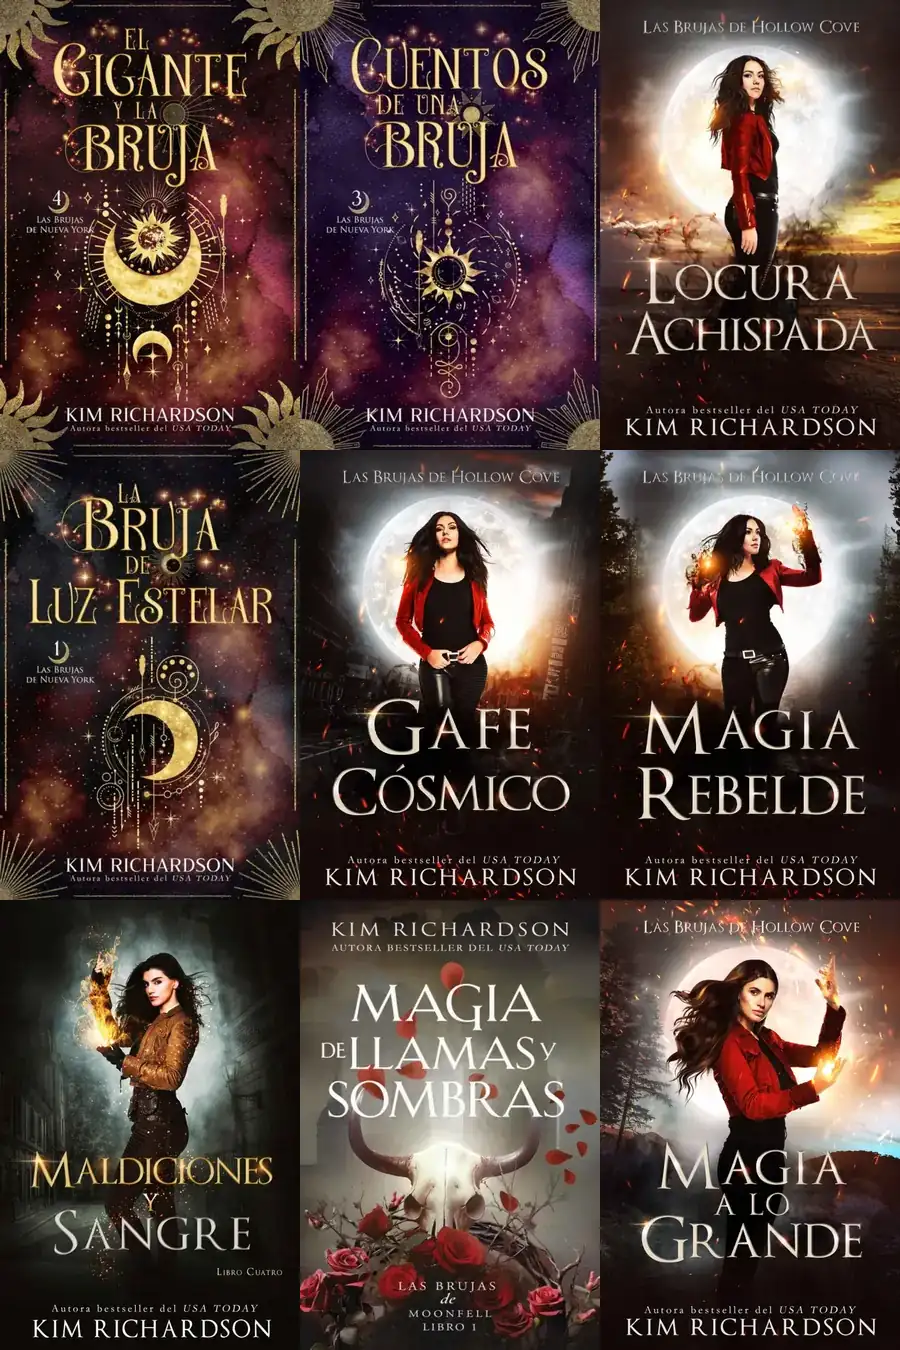 EL
GIGANTE
Y LA
BRUJA
4
LAS BRUJAS
DE NUEVA YORK
KIM RICHARDSON
Autora bestseller del USA TODAY
CUENTOS
DE UNA
BRUJA
3
LAS BRUJAS
DE NUEVA YORK
KIM RICHARDSON
Autora bestseller del USA TODAY
LAS BRUJAS DE HOLLOW COVE
LOCURA
ACHISPADA
Autora bestseller del USA TODAY
KIM RICHARDSON
LA
BRUJA
DE
LUZ ESTELAR
1
LAS BRUJAS
DE NUEVA YORK
KIM RICHARDSON
Autora bestseller del USA TODAY
LAS BRUJAS DE HOLLOW COVE
GAFE
CÓSMICO
Autora bestseller del USA TODAY
KIM RICHARDSON
LAS BRUJAS DE HOLLOW COVE
MAGIA
REBELDE
Autora bestseller del USA TODAY
KIM RICHARDSON
MALDICIONES
Y
SANGRE
LIBRO CUATRO
Autora bestseller del USA TODAY
KIM RICHARDSON
KIM RICHARDSON
AUTORA BESTSELLER DEL USA TODAY
MAGIA
DE LLAMAS Y
SOMBRAS
LAS BRUJAS
de
MOONFELL
LIBRO 1
LAS BRUJAS DE HOLLOW COVE
MAGIA
A LO
GRANDE
Autora bestseller del USA TODAY
KIM RICHARDSON